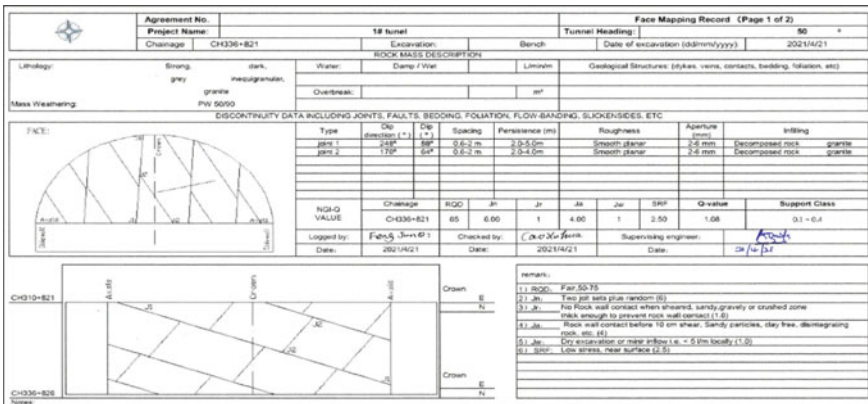 Agreement No. Face Mapping Record (Page 1 of 2)
Project Name: 1# tunel Tunnel Heading: 50 °
Chainage CH336+821 Excavation: Bench Date of excavation (dd/mm/yyyy) 2021/4/21
ROCK MASS DESCRIPTION
Lithology: Strong, dark, Water: Damp / Wet L/min/m Geological Structures: (dykas, veins, contacts, bedding, foliation, etc)
grey inequigranular,
granite Overbreak: m³
Mass Weathering: PW 50/90
DISCONTINUITY DATA INCLUDING JOINTS, FAULTS, BEDDING, FOLIATION, FLOW-BANDING, SLICKENSIDES, ETC
FACE:
Crown
J1
J2
Axale
Type Dip direction (°) Dip (°) Spacing Persistence (m) Roughness Aperture (mm) Infilling
joint 1 248° 88° 0.6-2 m 2.0-5.0m Smooth planar 2-6 mm Decomposed rock granite
joint 2 170° 64° 0.6-2 m 2.0-4.0m Smooth planar 2-6 mm Decomposed rock granite
NGI-Q VALUE Chainage RQD Jn Jr Ja Jw SRF Q-value Support Class
CH336+821 65 6.00 1 4.00 1 2.50 1.08 0.1 ~ 0.4
Logged by: Checked by: Supervising engineer:
Date: 2021/4/21 Date: 2021/4/21 Date:
CH310+821
Crown
E
N
Crown
J1
J2
Crown
E
N
CH336+826
Notes:
remark:
1) RQD: Fair,50-75
2) Jn: Two joit sets plus random (6)
3) Jr: No Rock wall contact when sheared, sandy,gravely or crushed zone
thick enough to prevent rock wall contact (1.0)
4) Ja: Rock wall contact before 10 cm shear, Sandy particles, clay free, disintegrating
rock, etc. (4)
5) Jw: Dry excavation or minir inflow i.e. < 5 l/m locally (1.0)
6) SRF: Low stress, near surface (2.5)